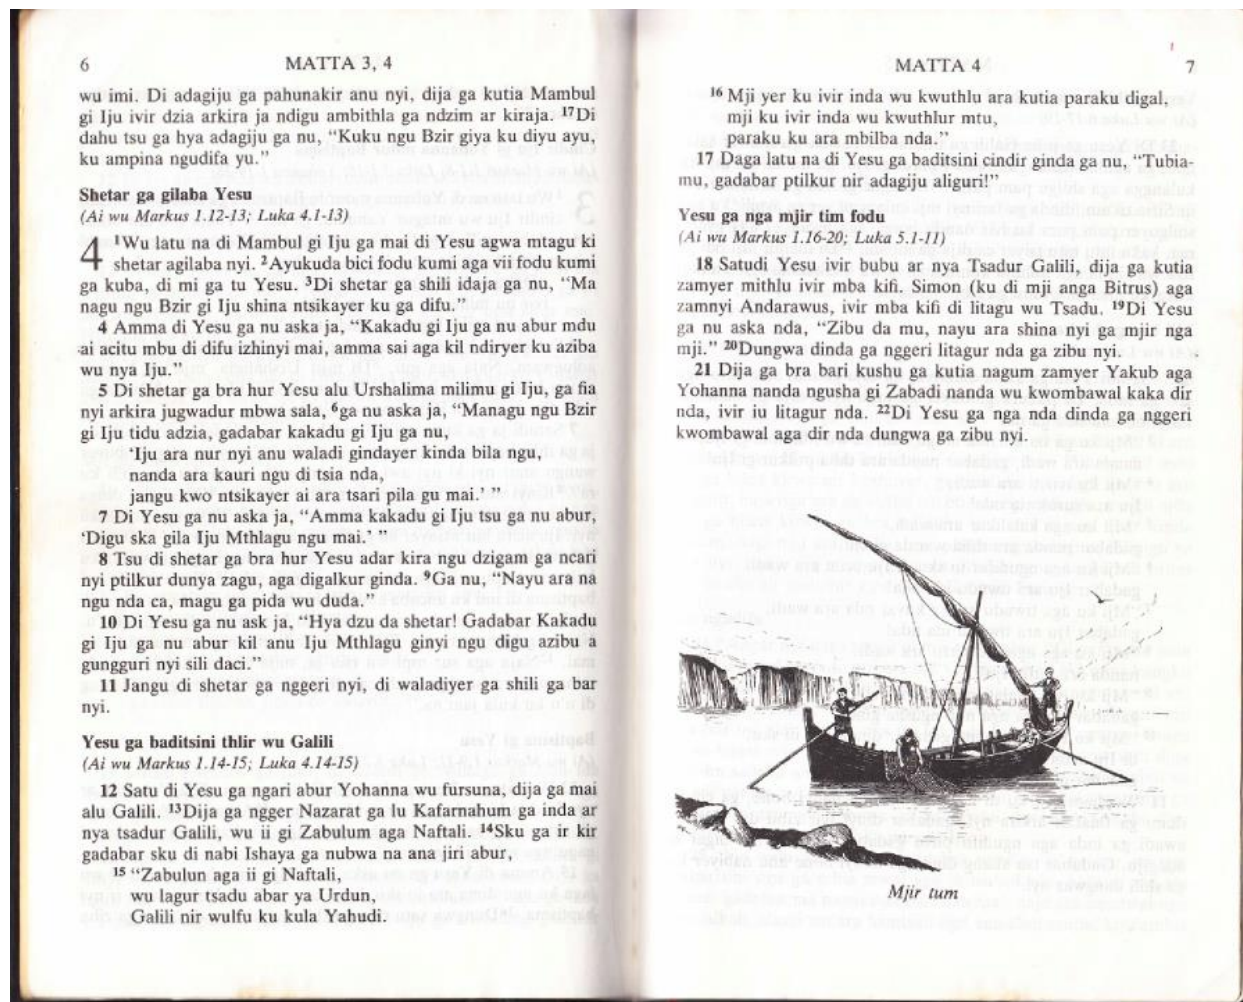 6 MATTA 3, 4
wu imi. Di adagiju ga pahunakir anu nyi, dija ga kutia Mambul
gi Iju ivir dzia arkira ja ndigu ambithla ga ndzim ar kiraja. ¹⁷Di
dahu tsu ga hya adagiju ga nu, “Kuku ngu Bzir giya ku diyu ayu,
ku ampina ngudifa yu.”
Shetar ga gilaba Yesu
(Ai wu Markus 1.12-13; Luka 4.1-13)
4 ¹Wu latu na di Mambul gi Iju ga mai di Yesu agwa mtagu ki
shetar agilaba nyi. ²Ayukuda bici fodu kumi aga vii fodu kumi
ga kuba, di mi ga tu Yesu. ³Di shetar ga shili idaja ga nu, “Ma
nagu ngu Bzir gi Iju shina ntsikayer ku ga difu.”
4 Amma di Yesu ga nu aska ja, “Kakadu gi Iju ga nu abur mdu
ai acitu mbu di difu izhinyi mai, amma sai aga kil ndiryer ku aziba
wu nya Iju.”
5 Di shetar ga bra hur Yesu alu Urshalima milimu gi Iju, ga fia
nyi arkira jugwadur mbwa sala, ⁶ga nu aska ja, “Managu ngu Bzir
gi Iju tidu adzia, gadabar kakadu gi Iju ga nu,
‘Iju ara nur nyi anu waladi gindayer kinda bila ngu,
nanda ara kauri ngu di tsia nda,
jangu kwo ntsikayer ai ara tsari pila gu mai.’ ”
7 Di Yesu ga nu aska ja, “Amma kakadu gi Iju tsu ga nu abur,
‘Digu ska gila Iju Mthlagu ngu mai.’ ”
8 Tsu di shetar ga bra hur Yesu adar kira ngu dzigam ga ncari
nyi ptilkur dunya zagu, aga digalkur ginda. ⁹Ga nu, “Nayu ara na
ngu nda ca, magu ga pida wu duda.”
10 Di Yesu ga nu ask ja, “Hya dzu da shetar! Gadabar Kakadu
gi Iju ga nu abur kil anu Iju Mthlagu ginyi ngu digu azibu a
gungguri nyi sili daci.”
11 Jangu di shetar ga nggeri nyi, di waladiyer ga shili ga bar
nyi.
Yesu ga baditsini thlir wu Galili
(Ai wu Markus 1.14-15; Luka 4.14-15)
12 Satu di Yesu ga ngari abur Yohanna wu fursuna, dija ga mai
alu Galili. ¹³Dija ga ngger Nazarat ga lu Kafarnahum ga inda ar
nya tsadur Galili, wu ii gi Zabulum aga Naftali. ¹⁴Sku ga ir kir
gadabar sku di nabi Ishaya ga nubwa na ana jiri abur,
¹⁵ “Zabulun aga ii gi Naftali,
wu lagur tsadu abar ya Urdun,
Galili nir wulfu ku kula Yahudi.
MATTA 4 7
¹⁶ Mji yer ku ivir inda wu kwuthlu ara kutia paraku digal,
mji ku ivir inda wu kwuthlur mtu,
paraku ku ara mbilba nda.”
17 Daga latu na di Yesu ga baditsini cindir ginda ga nu, “Tubia-
mu, gadabar ptilkur nir adagiju aliguri!”
Yesu ga nga mjir tim fodu
(Ai wu Markus 1.16-20; Luka 5.1-11)
18 Satudi Yesu ivir bubu ar nya Tsadur Galili, dija ga kutia
zamyer mithlu ivir mba kifi. Simon (ku di mji anga Bitrus) aga
zamnyi Andarawus, ivir mba kifi di litagu wu Tsadu. ¹⁹Di Yesu
ga nu aska nda, “Zibu da mu, nayu ara shina nyi ga mjir nga
mji.” ²⁰Dungwa dinda ga nggeri litagur nda ga zibu nyi.
21 Dija ga bra bari kushu ga kutia nagum zamyer Yakub aga
Yohanna nanda ngusha gi Zabadi nanda wu kwombawal kaka dir
nda, ivir iu litagur nda. ²²Di Yesu ga nga nda dinda ga nggeri
kwombawal aga dir nda dungwa ga zibu nyi.
Mjir tum